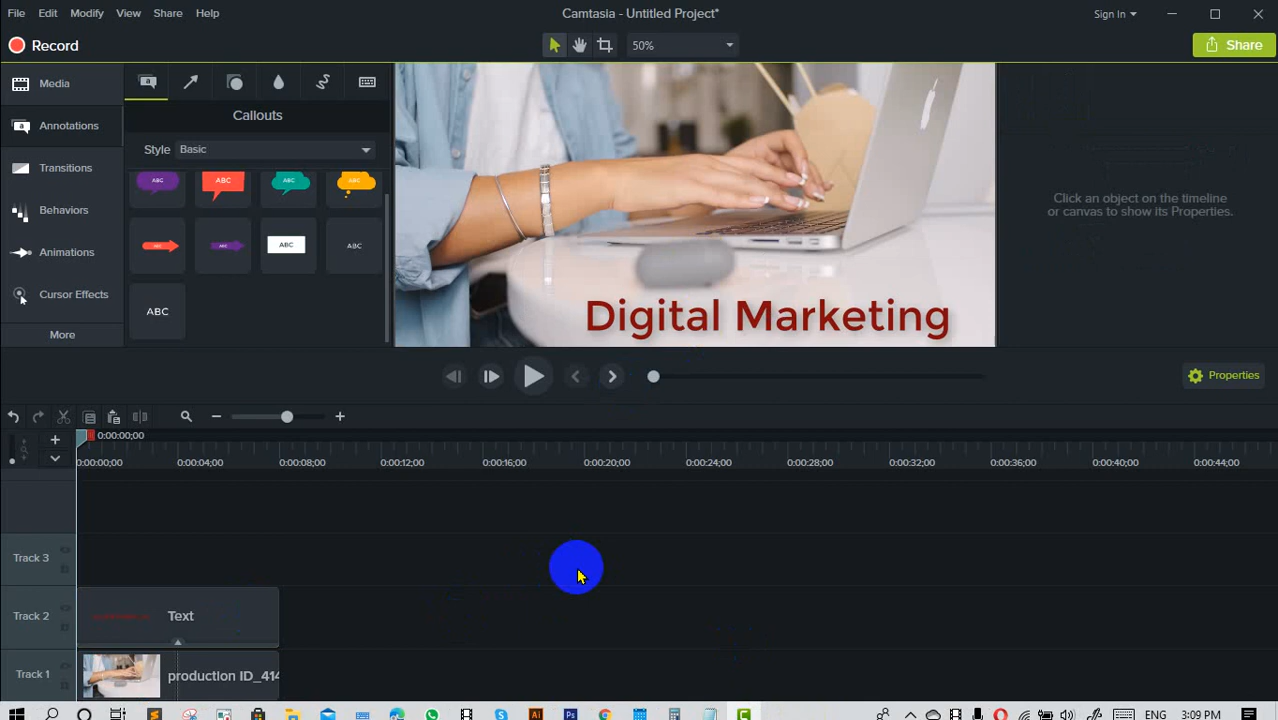 File Edit Modify View Share Help
Camtasia - Untitled Project*
Sign In
Record
50%
Share
Media
Annotations
Transitions
Behaviors
Animations
Cursor Effects
More
a
Callouts
Style Basic
ABC ABC ABC ABC
ABC ABC ABC ABC
ABC
Digital Marketing
Click an object on the timeline
or canvas to show its Properties.
Properties
0:00:00;00
0:00:00;00 0:00:04;00 0:00:08;00 0:00:12;00 0:00:16;00 0:00:20;00 0:00:24;00 0:00:28;00 0:00:32;00 0:00:36;00 0:00:40;00 0:00:44;00
Track 3
Track 2 Text
Track 1 production ID_414
Ai Ps ENG 3:09 PM